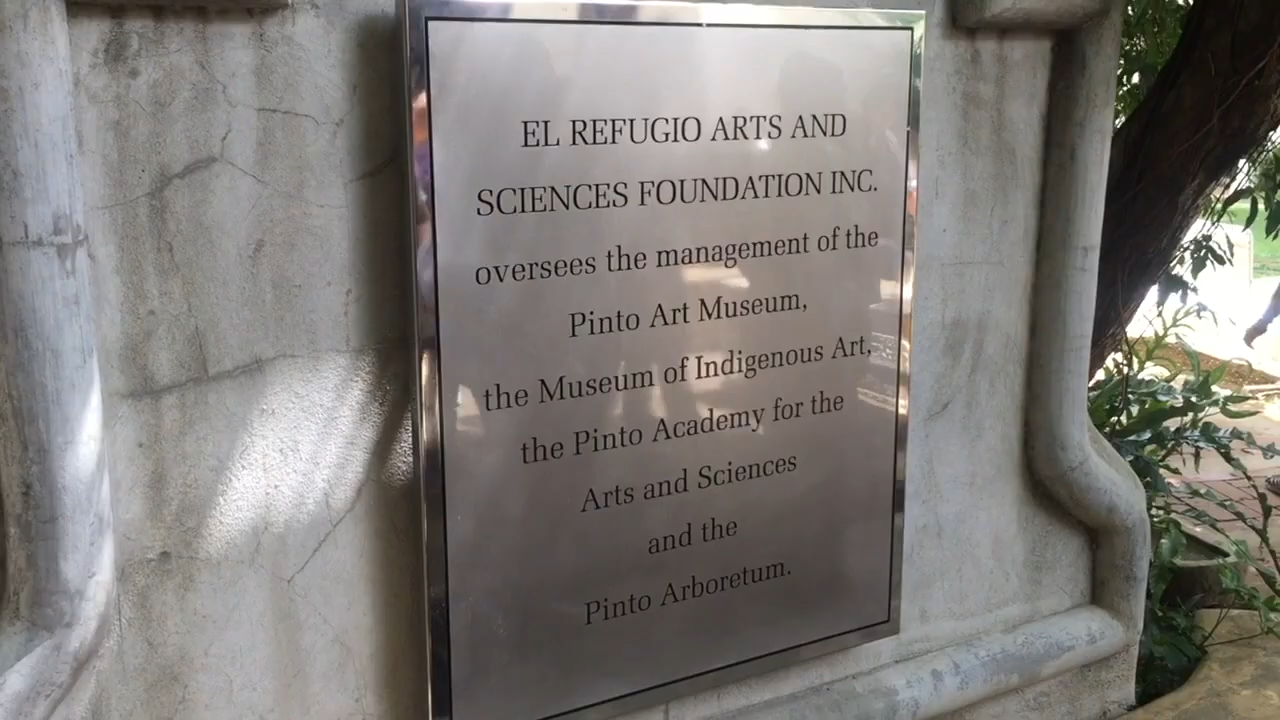 EL REFUGIO ARTS AND
SCIENCES FOUNDATION INC.
oversees the management of the
Pinto Art Museum,
the Museum of Indigenous Art,
the Pinto Academy for the
Arts and Sciences
and the
Pinto Arboretum.